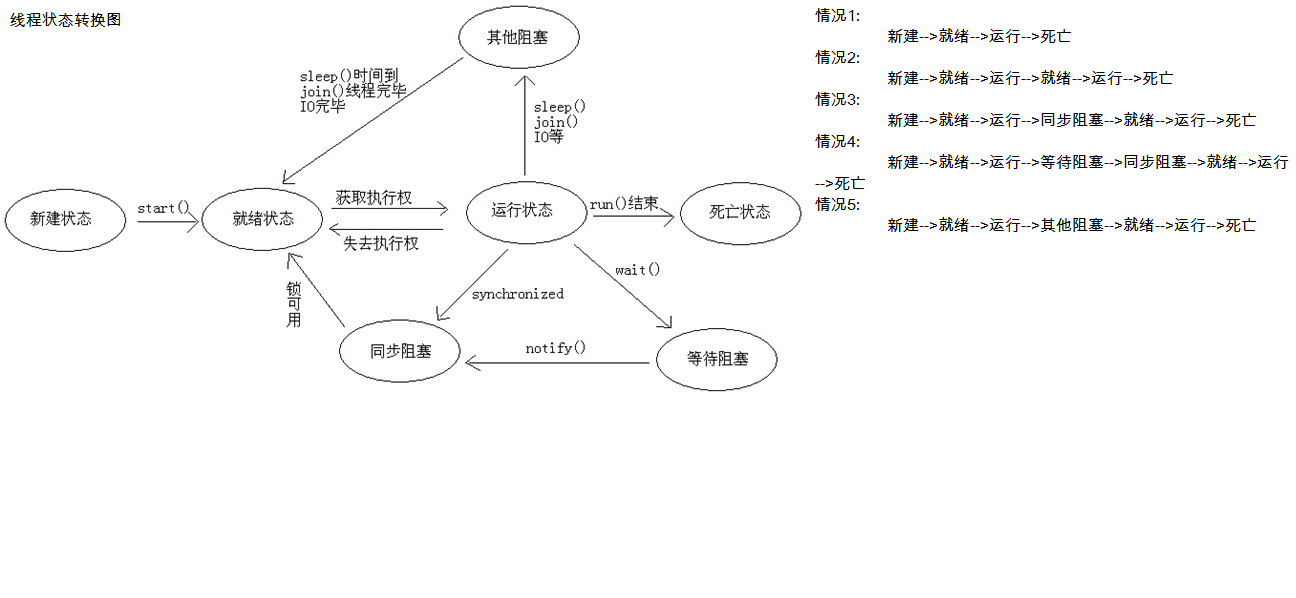 线程状态转换图
其他阻塞
sleep()时间到
join()线程完毕
IO完毕
sleep()
join()
IO等
新建状态
start()
就绪状态
获取执行权
失去执行权
运行状态
run()结束
死亡状态
锁
可
用
synchronized
wait()
同步阻塞
notify()
等待阻塞
情况1:
新建-->就绪-->运行-->死亡
情况2:
新建-->就绪-->运行-->就绪-->运行-->死亡
情况3:
新建-->就绪-->运行-->同步阻塞-->就绪-->运行-->死亡
情况4:
新建-->就绪-->运行-->等待阻塞-->同步阻塞-->就绪-->运行
-->死亡
情况5:
新建-->就绪-->运行-->其他阻塞-->就绪-->运行-->死亡